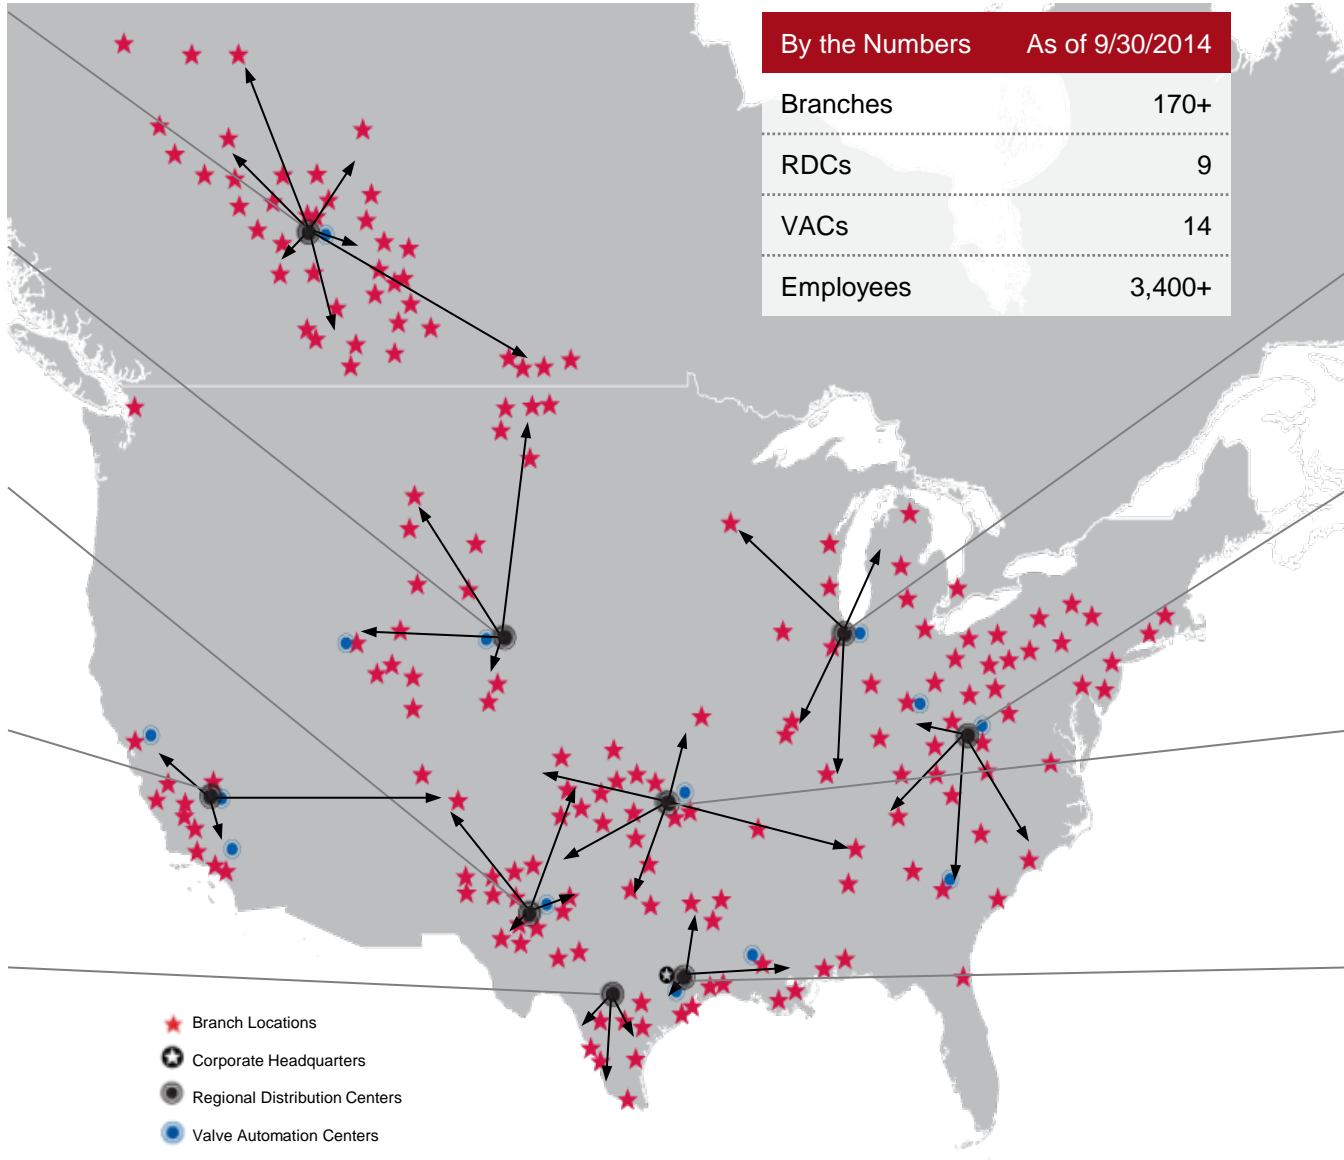 By the Numbers As of 9/30/2014
Branches 170+
RDCs 9
VACs 14
Employees 3,400+
Branch Locations
Corporate Headquarters
Regional Distribution Centers
Valve Automation Centers